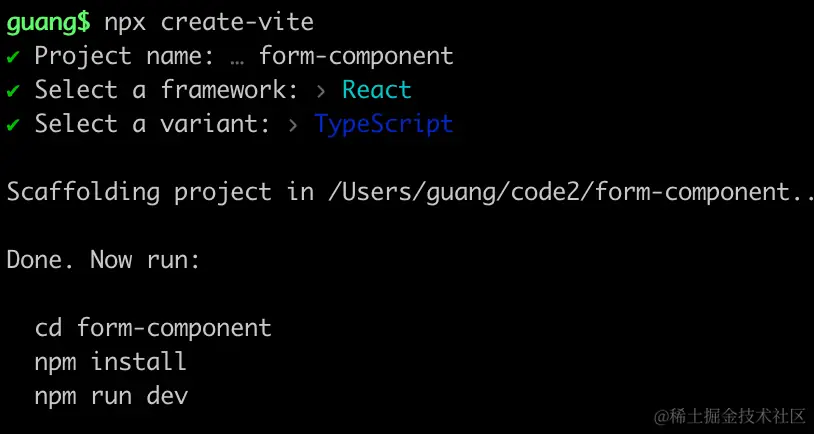 guang$ npx create-vite
✔ Project name: … form-component
✔ Select a framework: › React
✔ Select a variant: › TypeScript
Scaffolding project in /Users/guang/code2/form-component..
Done. Now run:
cd form-component
npm install
npm run dev
@稀土掘金技术社区